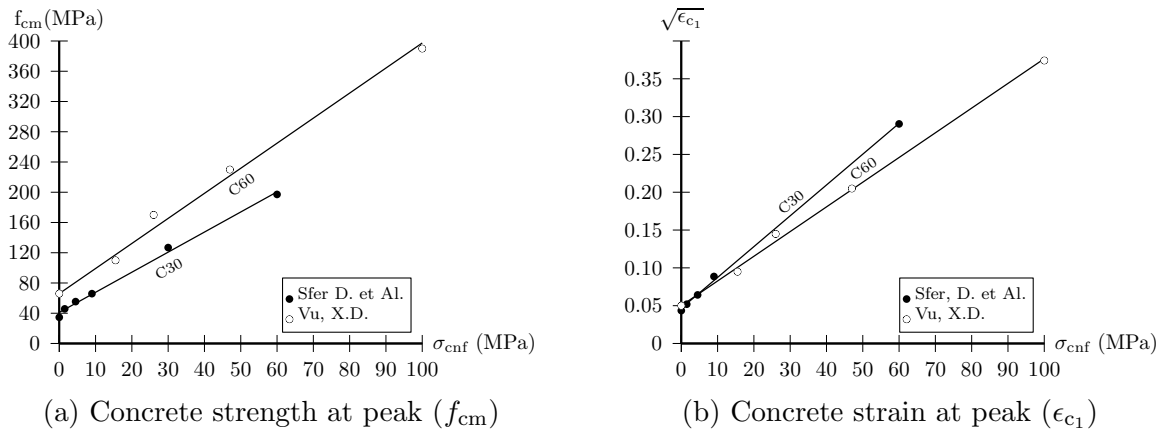 f_cm(MPa)
400
360
320
280
240
200
160
120
80
40
0
C60
C30
Sfer D. et Al.
Vu, X.D.
σ_cnf (MPa)
0 10 20 30 40 50 60 70 80 90 100
(a) Concrete strength at peak (f_cm)
√ϵ_c₁
0.35
0.30
0.25
0.20
0.15
0.10
0.05
0
C30
C60
Sfer, D. et Al.
Vu, X.D.
σ_cnf (MPa)
0 10 20 30 40 50 60 70 80 90 100
(b) Concrete strain at peak (ϵ_c₁)